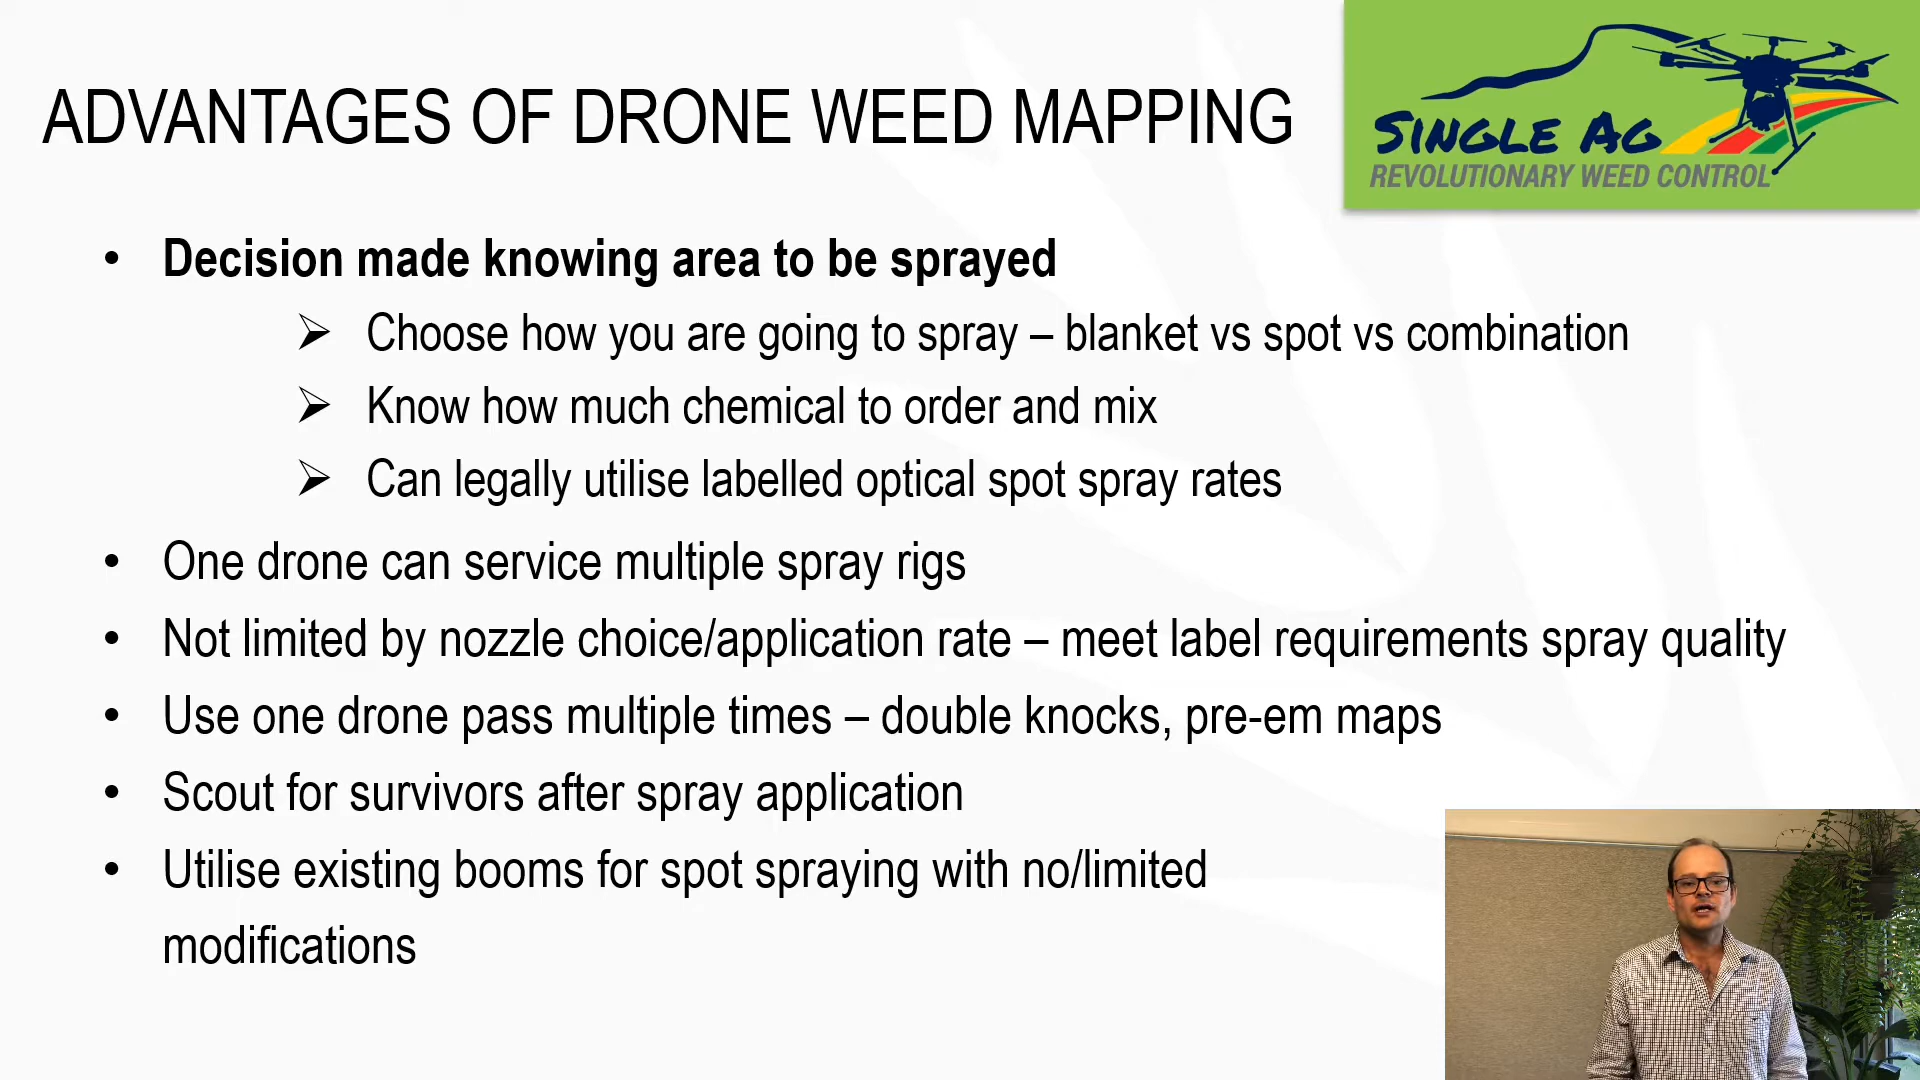 ADVANTAGES OF DRONE WEED MAPPING
SINGLE AG
REVOLUTIONARY WEED CONTROL
• Decision made knowing area to be sprayed
➢ Choose how you are going to spray – blanket vs spot vs combination
➢ Know how much chemical to order and mix
➢ Can legally utilise labelled optical spot spray rates
• One drone can service multiple spray rigs
• Not limited by nozzle choice/application rate – meet label requirements spray quality
• Use one drone pass multiple times – double knocks, pre-em maps
• Scout for survivors after spray application
• Utilise existing booms for spot spraying with no/limited
modifications